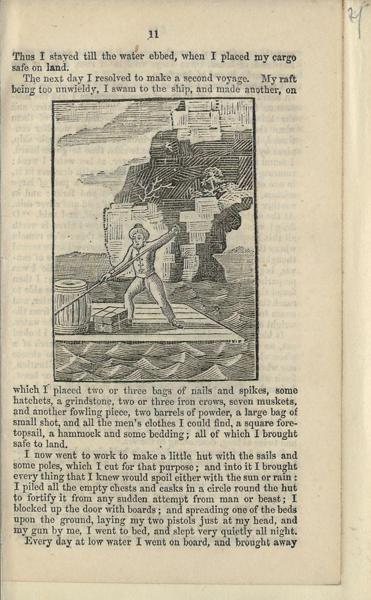 11
Thus I stayed till the water ebbed, when I placed my cargo
safe on land.
The next day I resolved to make a second voyage. My raft
being too unwieldy, I swam to the ship, and made another, on
which I placed two or three bags of nails and spikes, some
hatchets, a grindstone, two or three iron crows, seven muskets,
and another fowling piece, two barrels of powder, a large bag of
small shot, and all the men's clothes I could find, a square fore-
topsail, a hammock and some bedding; all of which I brought
safe to land.
I now went to work to make a little hut with the sails and
some poles, which I cut for that purpose; and into it I brought
every thing that I knew would spoil either with the sun or rain:
I piled all the empty chests and casks in a circle round the hut
to fortify it from any sudden attempt from man or beast; I
blocked up the door with boards; and spreading one of the beds
upon the ground, laying my two pistols just at my head, and
my gun by me, I went to bed, and slept very quietly all night.
Every day at low water I went on board, and brought away